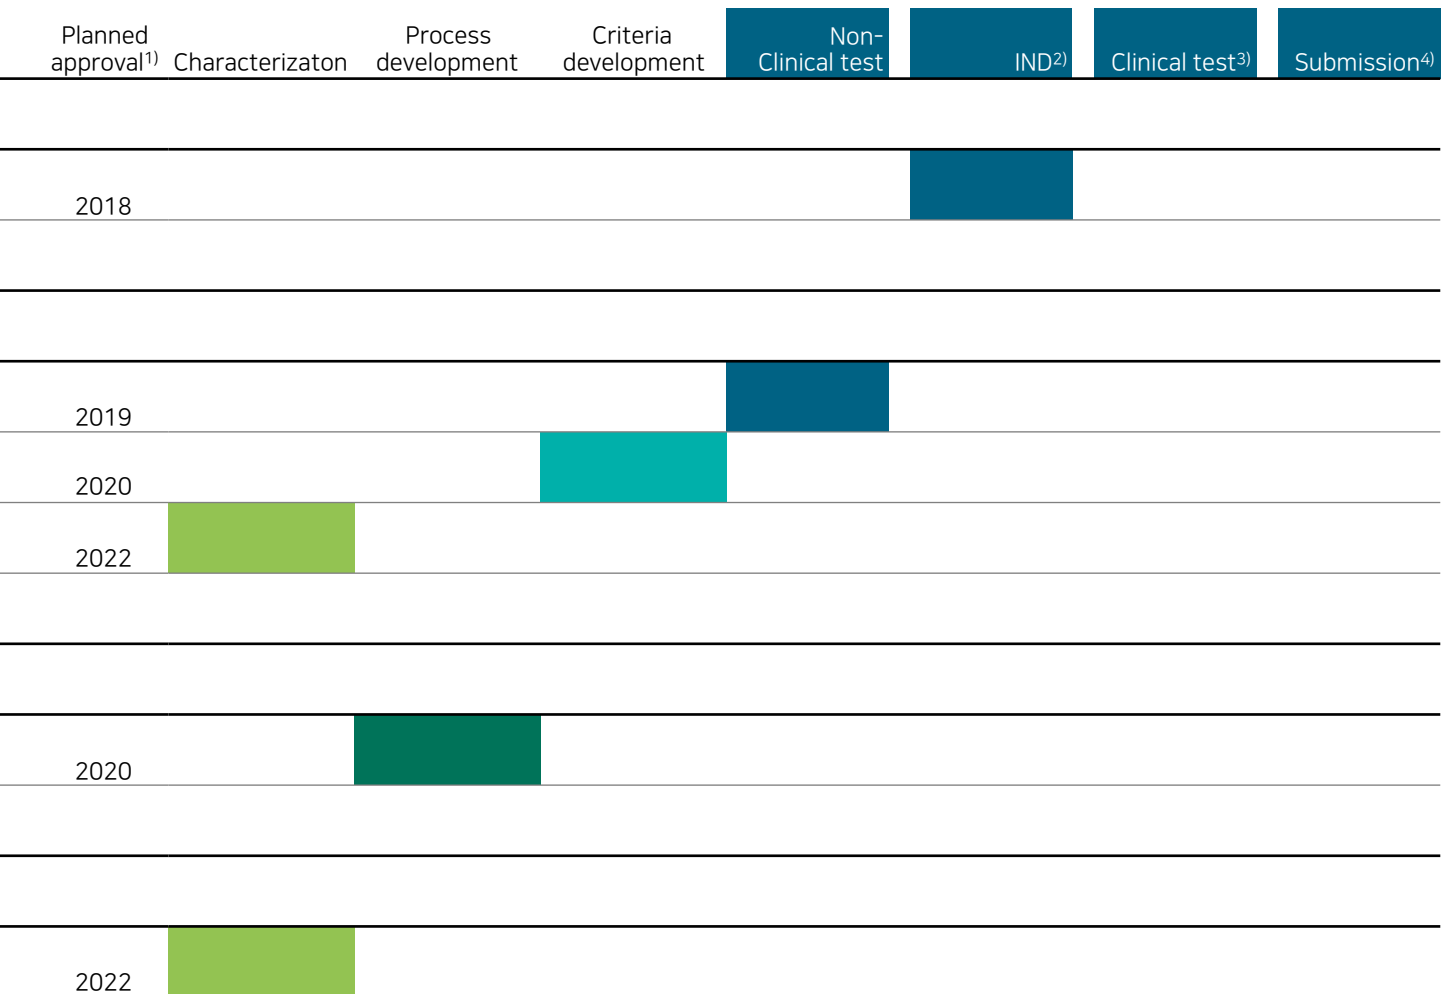 Planned
approval1)
Characterizaton
Process
development
Criteria
development
Non-
Clinical test
IND2)
Clinical test3)
Submission4)
2018
2019
2020
2022
2020
2022